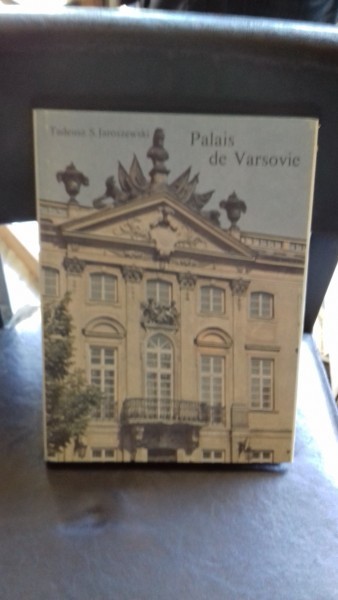 Tadeusz S. Jaroszewski
Palais
de Varsovie